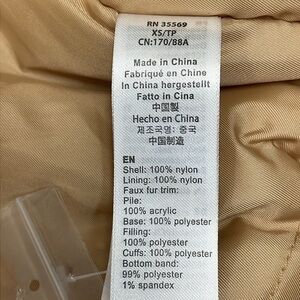 RN 35569
XS/TP
CN:170/88A
Made in China
Fabriqué en Chine
In China hergestellt
Fatto in Cina
中国製
Hecho en China
제조국명: 중국
中国制造
EN
Shell: 100% nylon
Lining: 100% nylon
Faux fur trim:
Pile:
100% acrylic
Base: 100% polyester
Filling:
100% polyester
Cuffs: 100% polyester
Bottom band:
99% polyester
1% spandex